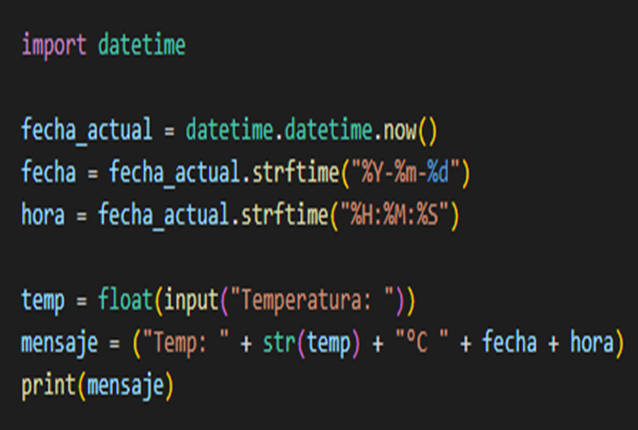 import datetime
fecha_actual = datetime.datetime.now()
fecha = fecha_actual.strftime("%Y-%m-%d")
hora = fecha_actual.strftime("%H:%M:%S")
temp = float(input("Temperatura: "))
mensaje = ("Temp: " + str(temp) + "°C " + fecha + hora)
print(mensaje)